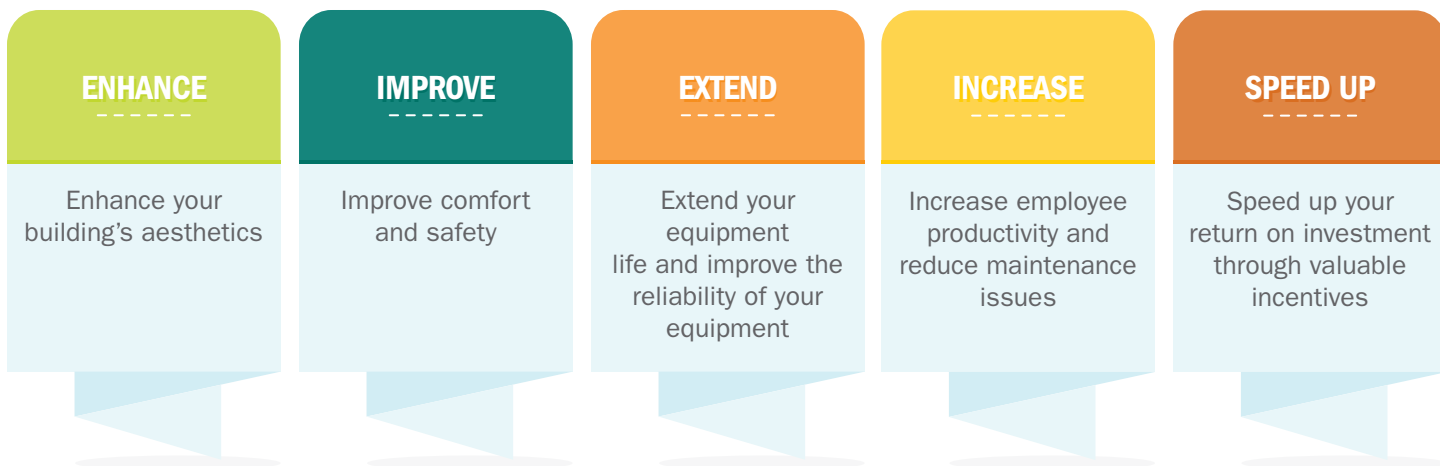 ENHANCE
Enhance your
building’s aesthetics
IMPROVE
Improve comfort
and safety
EXTEND
Extend your
equipment
life and improve the
reliability of your
equipment
INCREASE
Increase employee
productivity and
reduce maintenance
issues
SPEED UP
Speed up your
return on investment
through valuable
incentives